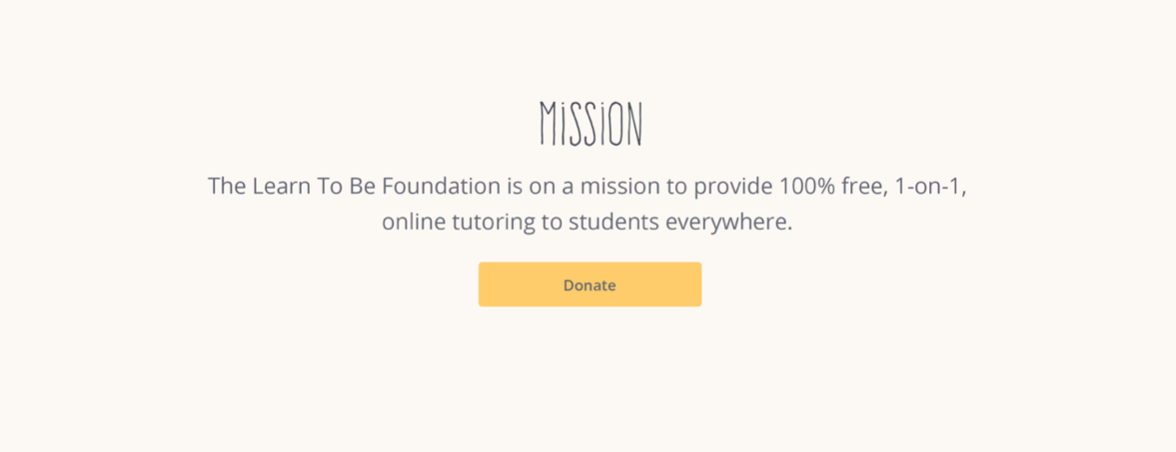 MiSSiON
The Learn To Be Foundation is on a mission to provide 100% free, 1-on-1,
online tutoring to students everywhere.
Donate